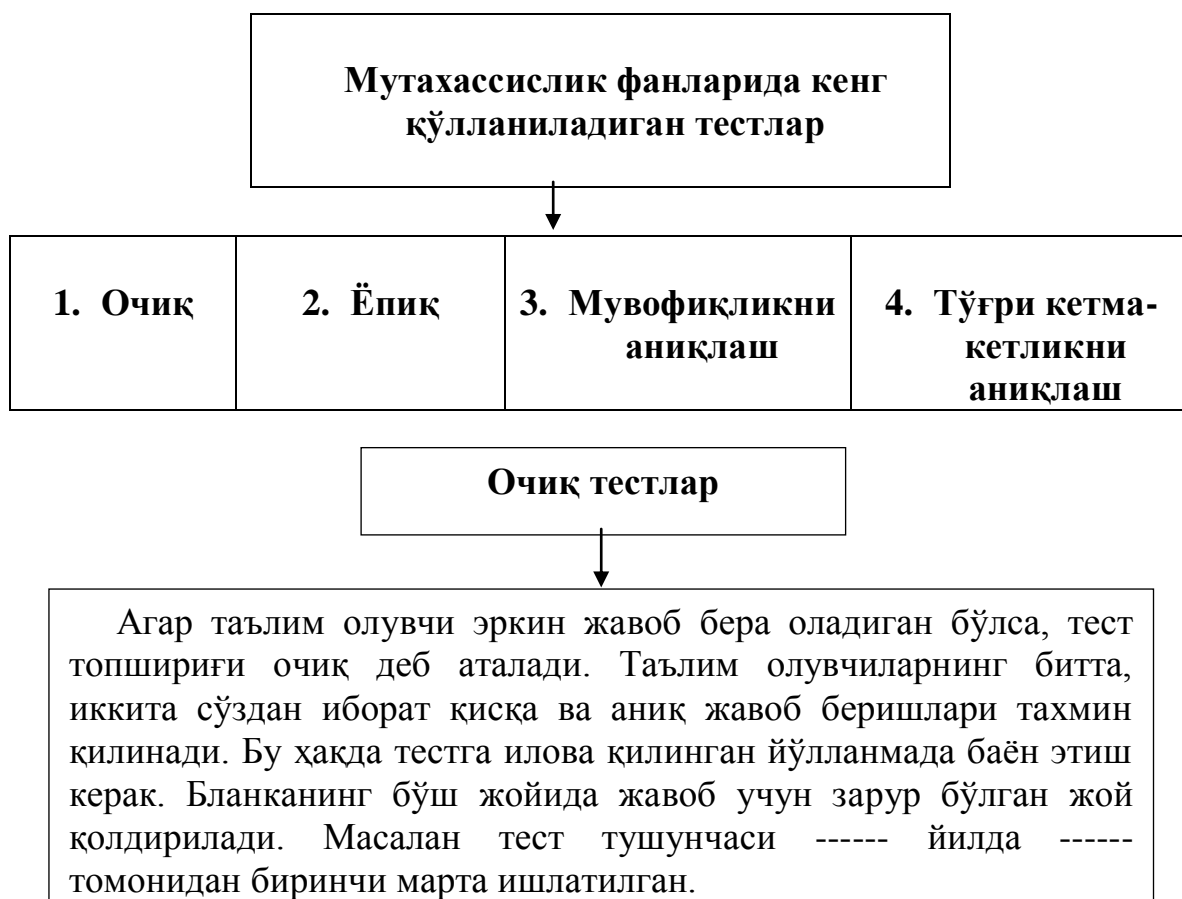 Мутахассислик фанларида кенг
қўлланиладиган тестлар
1. Очиқ
2. Ёпиқ
3. Мувофиқликни
аниқлаш
4. Тўғри кетма-
кетликни
аниқлаш
Очиқ тестлар
Агар таълим олувчи эркин жавоб бера оладиган бўлса, тест
топшириғи очиқ деб аталади. Таълим олувчиларнинг битта,
иккита сўздан иборат қисқа ва аниқ жавоб беришлари тахмин
қилинади. Бу ҳақда тестга илова қилинган йўлланмада баён этиш
керак. Бланканинг бўш жойида жавоб учун зарур бўлган жой
қолдирилади. Масалан тест тушунчаси ------ йилда ------
томонидан биринчи марта ишлатилган.